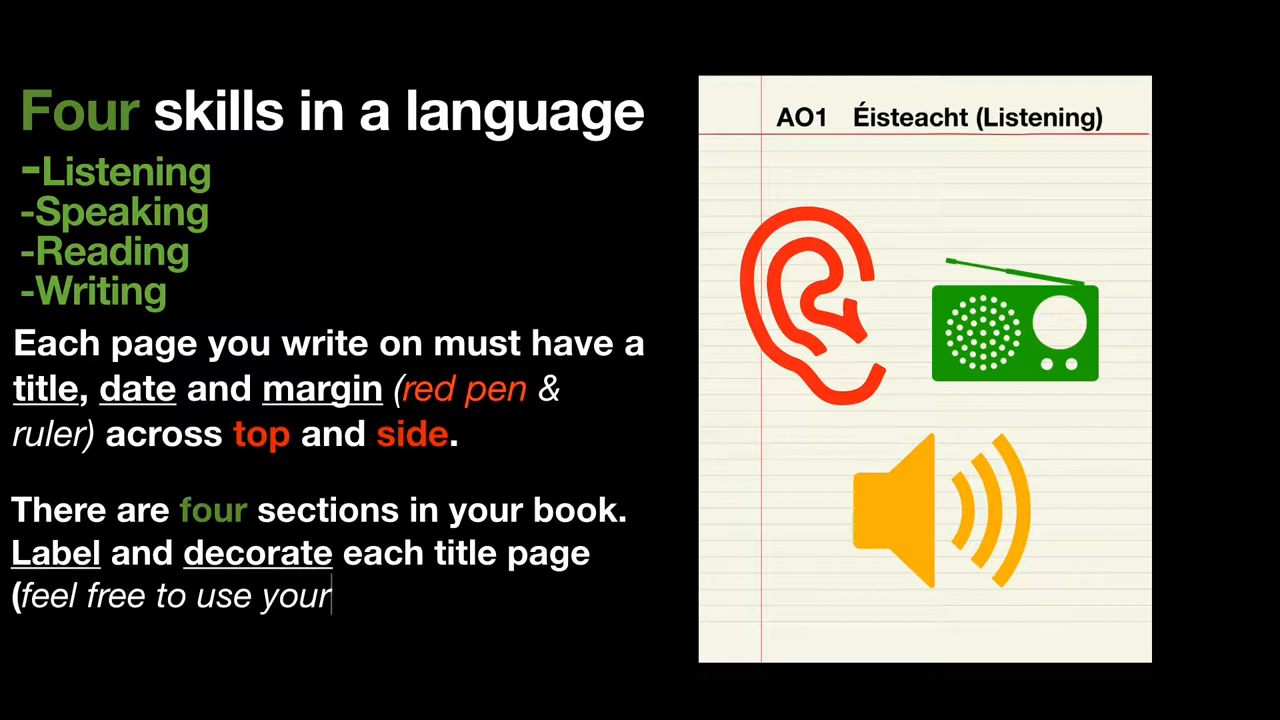 Four skills in a language
-Listening
-Speaking
-Reading
-Writing
Each page you write on must have a
title, date and margin (red pen &
ruler) across top and side.
There are four sections in your book.
Label and decorate each title page
(feel free to use your
AO1 Éisteacht (Listening)